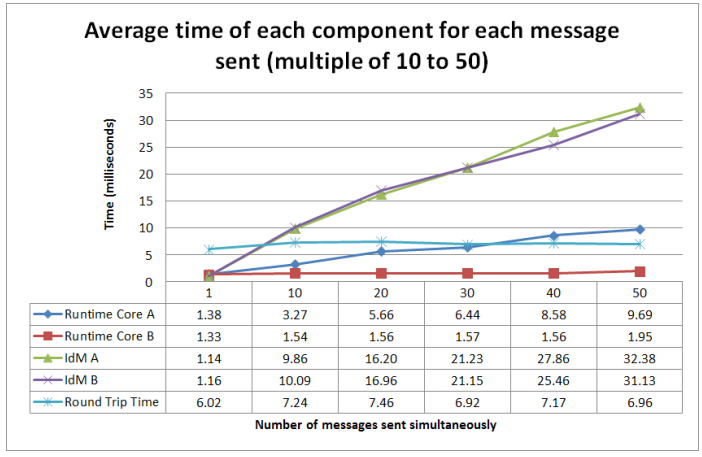 Average time of each component for each message
sent (multiple of 10 to 50)
Time (milliseconds)
35
30
25
20
15
10
5
0
1 10 20 30 40 50
Runtime Core A 1.38 3.27 5.66 6.44 8.58 9.69
Runtime Core B 1.33 1.54 1.56 1.57 1.56 1.95
IdM A 1.14 9.86 16.20 21.23 27.86 32.38
IdM B 1.16 10.09 16.96 21.15 25.46 31.13
Round Trip Time 6.02 7.24 7.46 6.92 7.17 6.96
Number of messages sent simultaneously